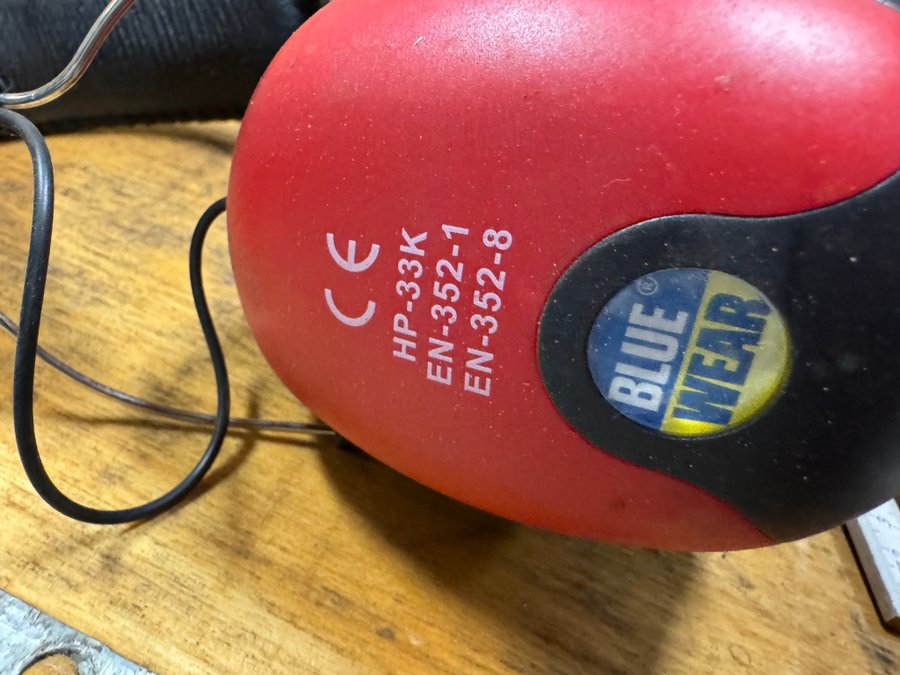 CE
HP-33K
EN-352-1
EN-352-8
BLUE®
WEAR